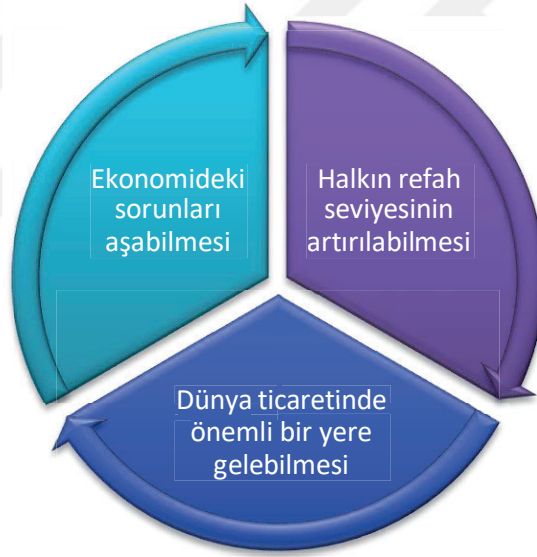 Ekonomideki
sorunları
aşabilmesi
Halkın refah
seviyesinin
artırılabilmesi
Dünya ticaretinde
önemli bir yere
gelebilmesi